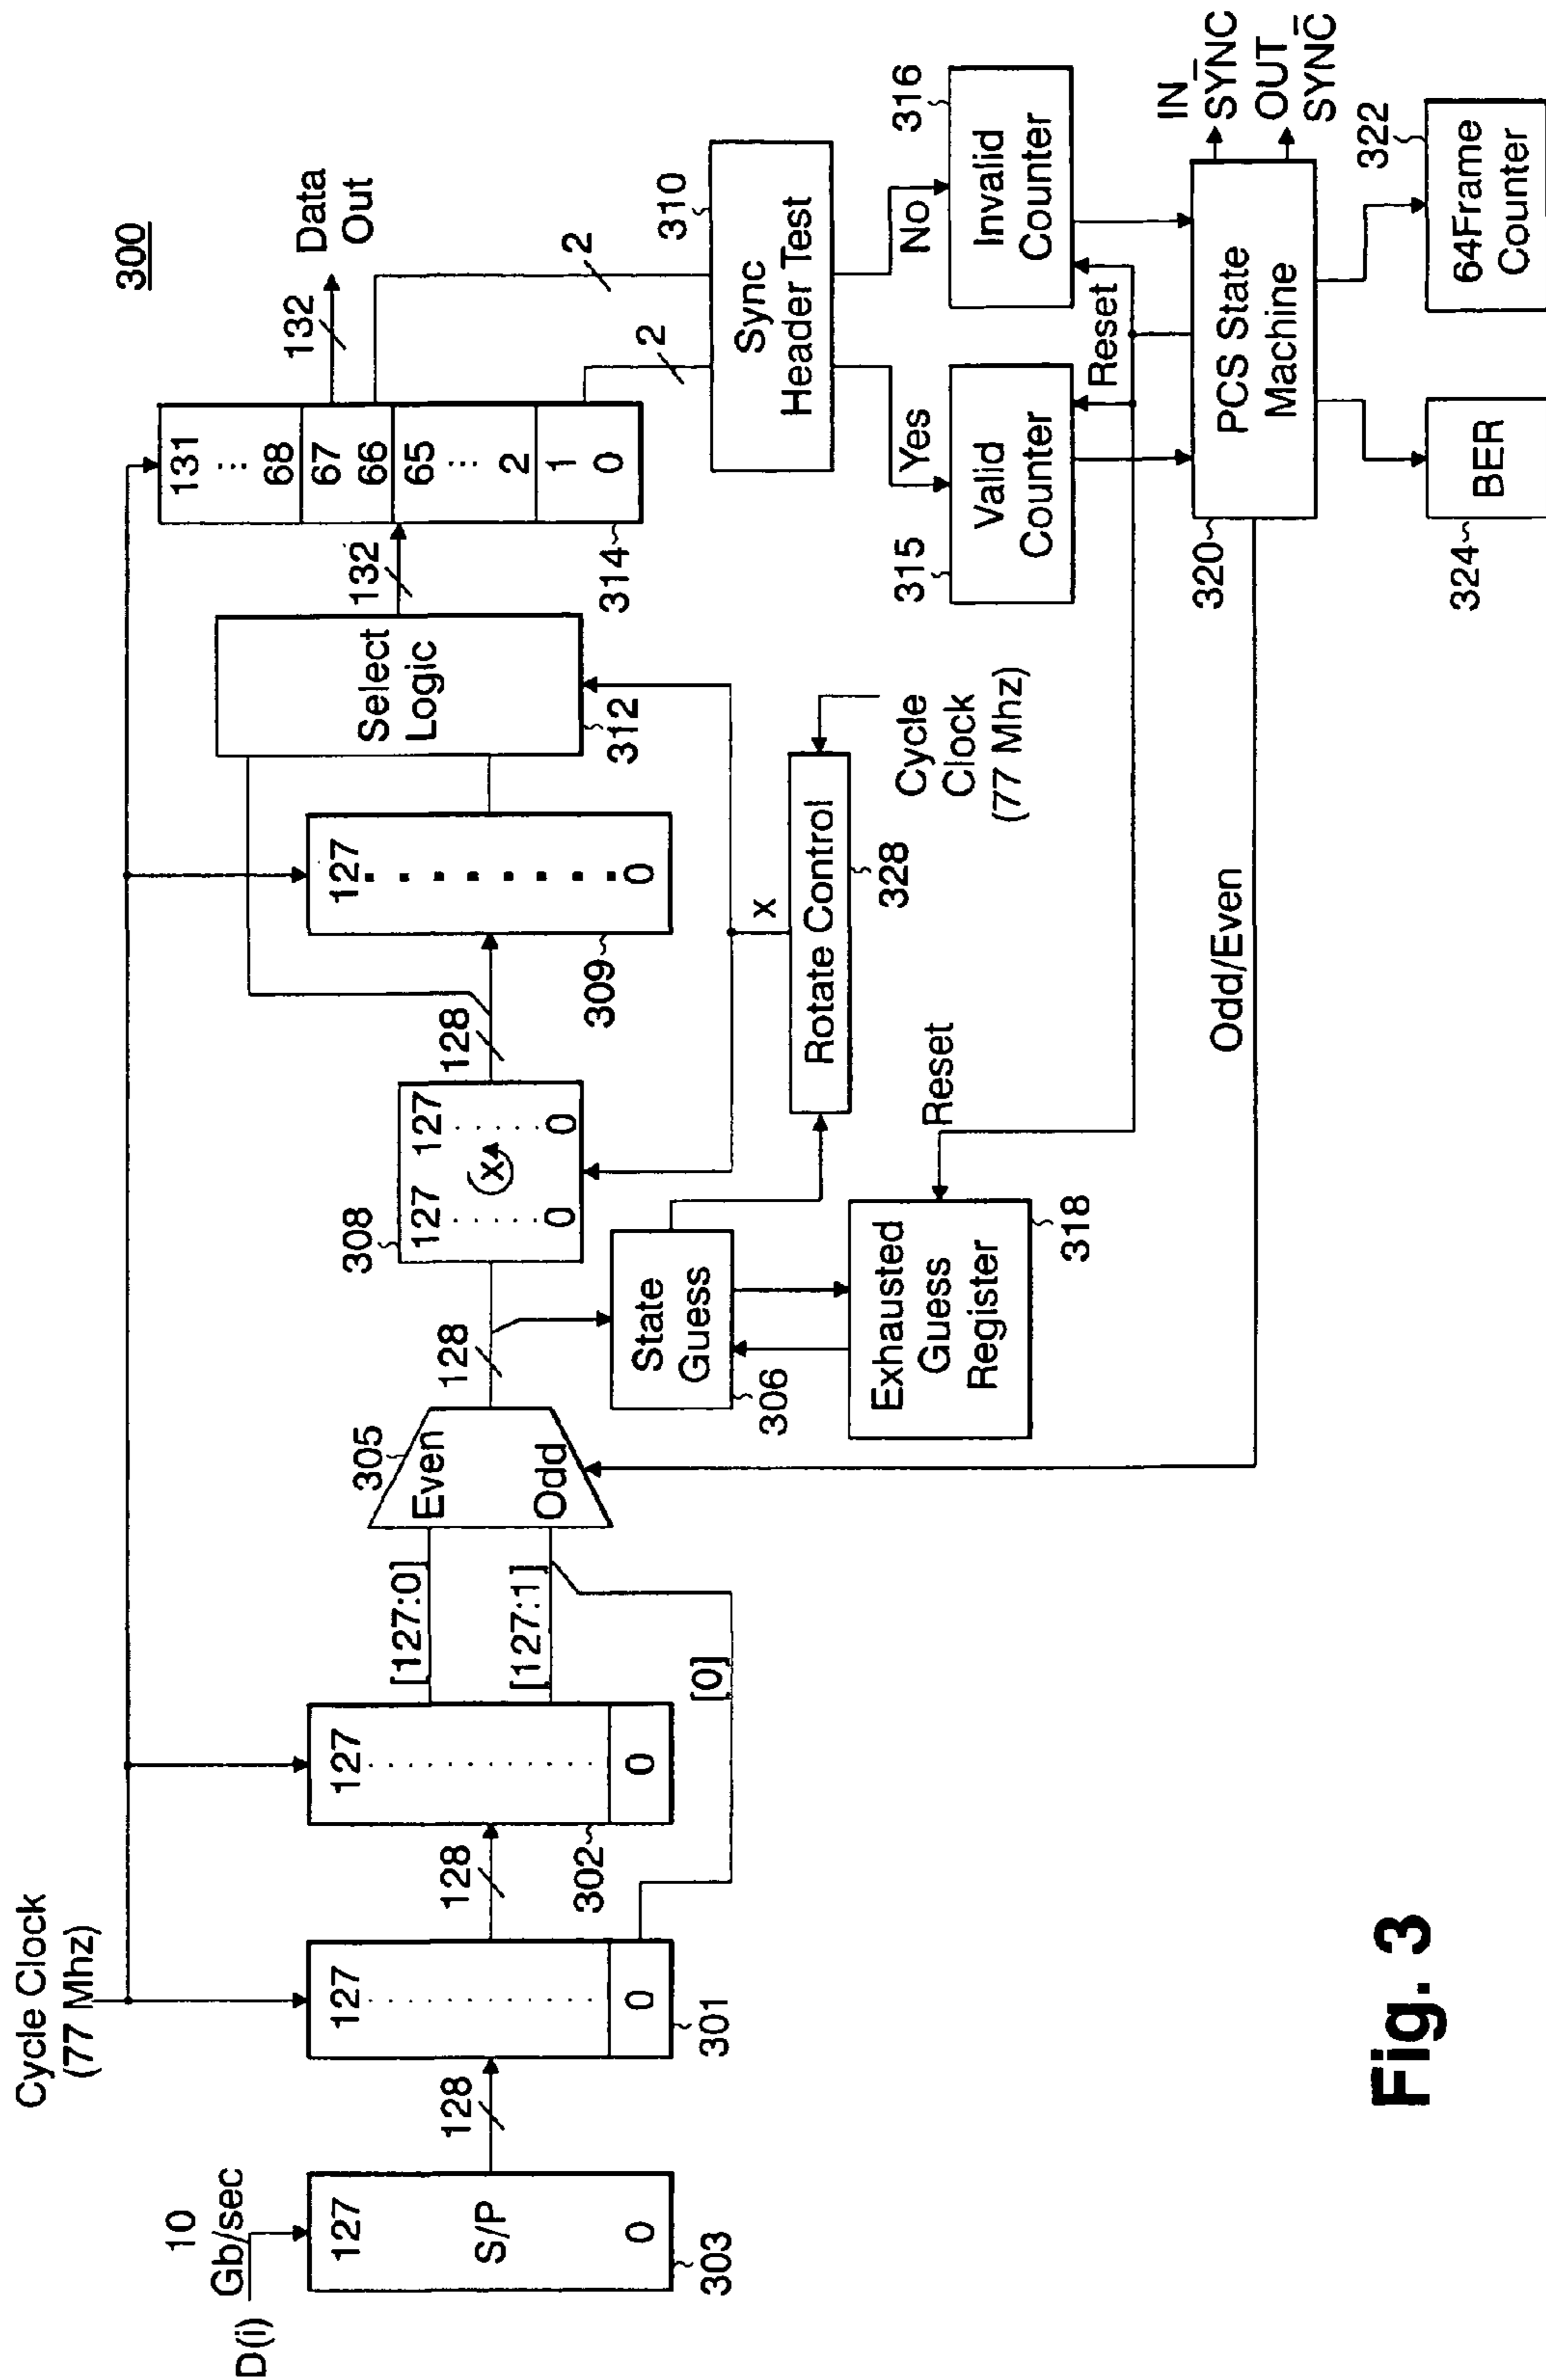 300
Cycle Clock
(77 Mhz)
10
Gb/sec
D(i)
127
S/P
0
303
128
127
0
301
128
127
0
302
[127:0]
[127:1]
[0]
305
Even
Odd
128
308
127 127
x
0 0
128
127
0
309
Select
Logic
312
132
131
68
67
66
65
2
1
0
314
132
Data
Out
2
2
310
Sync
Header Test
Yes
No
315
Valid
Counter
316
Invalid
Counter
Reset
State
Guess
306
Exhausted
Guess
Register
318
Reset
x
Rotate Control
328
Cycle
Clock
(77 Mhz)
Odd/Even
320
PCS State
Machine
IN_
SYNC
OUT_
SYNC
322
64Frame
Counter
324
BER
Fig. 3